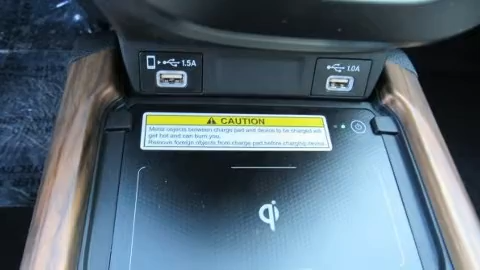 1.5A
1.0A
CAUTION
Metal objects between charge pad and device to be charged will
get hot and can burn you.
Remove foreign objects from charge pad before charging device.
qi